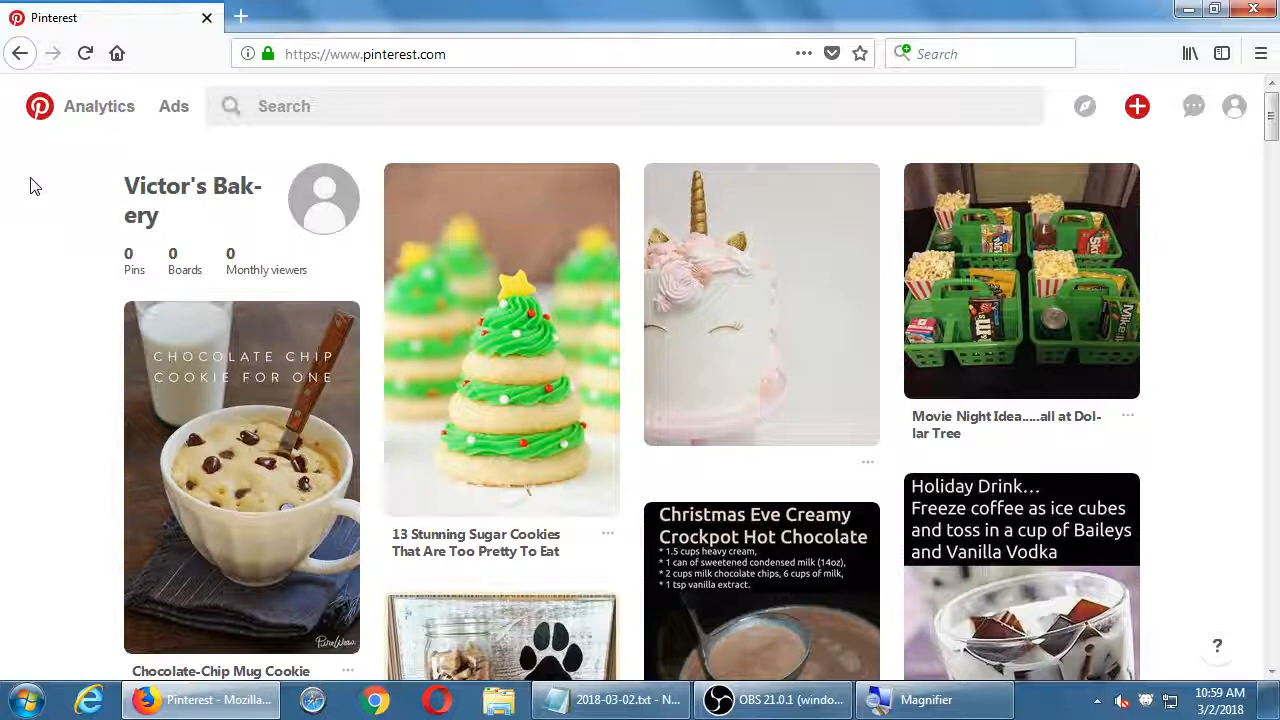 Pinterest
https://www.pinterest.com
Search
Analytics
Ads
Search
Victor's Bak-
ery
0
0
0
Pins
Boards
Monthly viewers
CHOCOLATE CHIP
COOKIE FOR ONE
PureWow.
Chocolate-Chip Mug Cookie
13 Stunning Sugar Cookies
That Are Too Pretty To Eat
Christmas Eve Creamy
Crockpot Hot Chocolate
* 1.5 cups heavy cream,
* 1 can of sweetened condensed milk (14oz),
* 2 cups milk chocolate chips, 6 cups of milk,
* 1 tsp vanilla extract.
Movie Night Idea.....all at Dol-
lar Tree
Holiday Drink...
Freeze coffee as ice cubes
and toss in a cup of Baileys
and Vanilla Vodka
?
Pinterest - Mozilla...
2018-03-02.txt - N...
OBS 21.0.1 (windo...
Magnifier
10:59 AM
3/2/2018